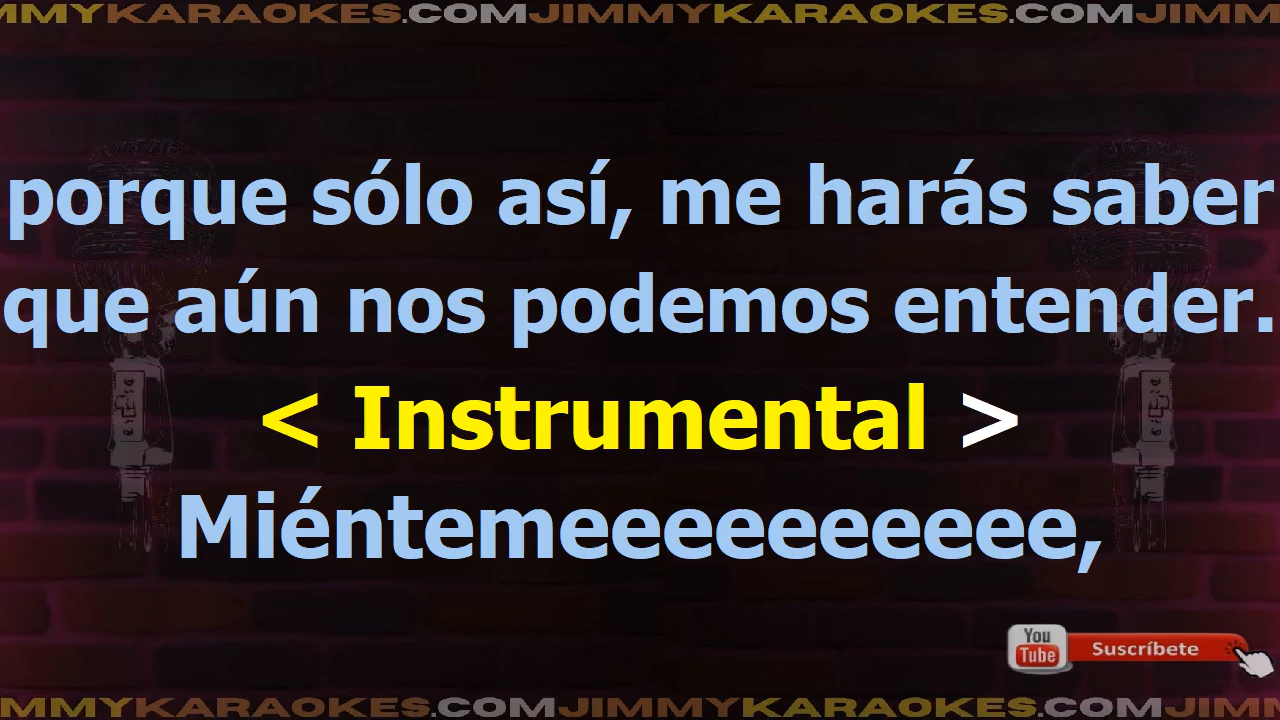 MMYKARAOKES.COMJIMMYKARAOKES.COMJIMM
porque sólo así, me harás saber
que aún nos podemos entender.
< Instrumental >
Miéntemeeeeeeeeeee,
You
Tube
Suscríbete
MMYKARAOKES.COMJIMMYKARAOKES.COMJIMM